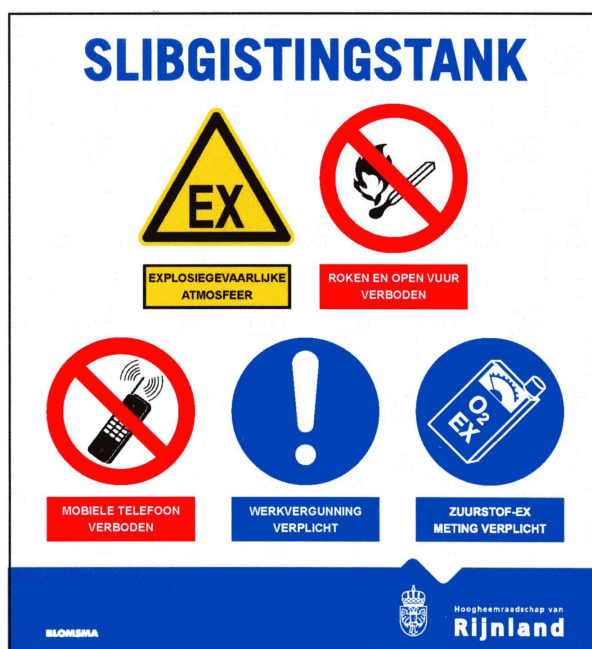 SLIBGISTINGSTANK
EX
EXPLOSIEGEVAARLIJKE
ATMOSFEER
ROKEN EN OPEN VUUR
VERBODEN
O2
EX
MOBIELE TELEFOON
VERBODEN
WERKVERGUNNING
VERPLICHT
ZUURSTOF-EX
METING VERPLICHT
BLOMSMA
Hoogheemraadschap van
Rijnland